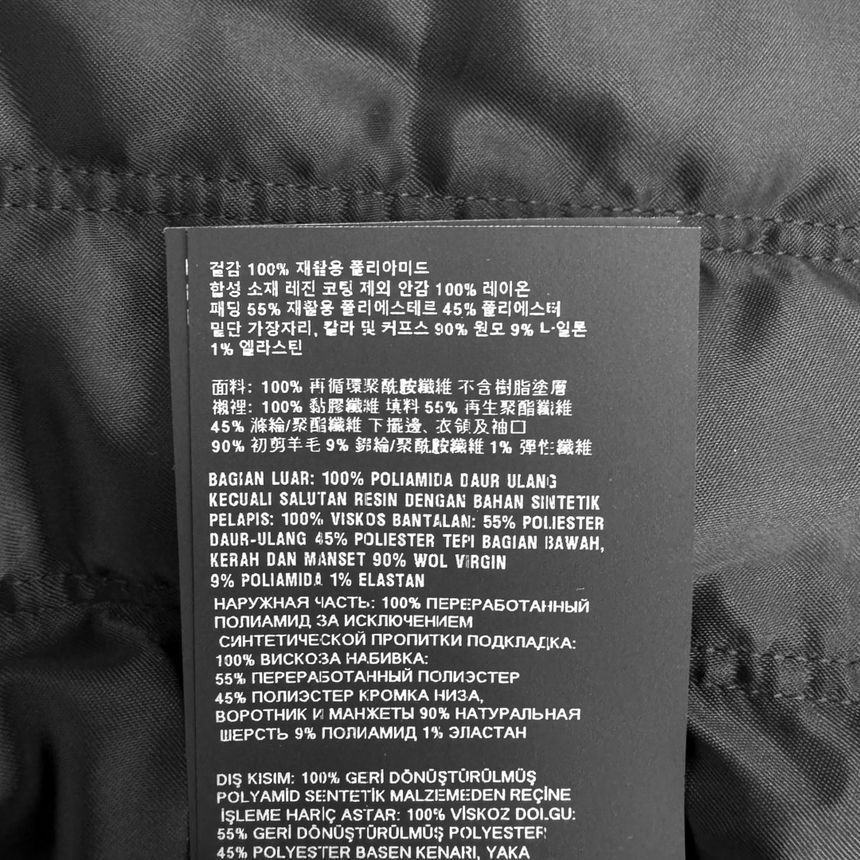 겉감 100% 재활용 폴리아미드
합성 소재 레진 코팅 제외 안감 100% 레이온
패딩 55% 재활용 폴리에스테르 45% 폴리에스터
밑단 가장자리, 칼라 및 커프스 90% 원모 9% 나일론
1% 엘라스틴
面料: 100% 再循環聚酰胺纖維 不含樹脂塗層
襯裡: 100% 黏膠纖維 填料 55% 再生聚酯纖維
45% 滌綸/聚酯纖維 下擺邊、衣領及袖口
90% 初剪羊毛 9% 錦綸/聚酰胺纖維 1% 彈性纖維
BAGIAN LUAR: 100% POLIAMIDA DAUR ULANG
KECUALI SALUTAN RESIN DENGAN BAHAN SINTETIK
PELAPIS: 100% VISKOS BANTALAN: 55% POLIESTER
DAUR-ULANG 45% POLIESTER TEPI BAGIAN BAWAH,
KERAH DAN MANSET 90% WOL VIRGIN
9% POLIAMIDA 1% ELASTAN
НАРУЖНАЯ ЧАСТЬ: 100% ПЕРЕРАБОТАННЫЙ
ПОЛИАМИД ЗА ИСКЛЮЧЕНИЕМ
СИНТЕТИЧЕСКОЙ ПРОПИТКИ ПОДКЛАДКА:
100% ВИСКОЗА НАБИВКА:
55% ПЕРЕРАБОТАННЫЙ ПОЛИЭСТЕР
45% ПОЛИЭСТЕР КРОМКА НИЗА,
ВОРОТНИК И МАНЖЕТЫ 90% НАТУРАЛЬНАЯ
ШЕРСТЬ 9% ПОЛИАМИД 1% ЭЛАСТАН
DIŞ KISIM: 100% GERİ DÖNÜŞTÜRÜLMÜŞ
POLYAMİD SENTETİK MALZEMEDEN REÇİNE
İŞLEME HARİÇ ASTAR: 100% VİSKOZ DOLGU:
55% GERİ DÖNÜŞTÜRÜLMÜŞ POLYESTER
45% POLYESTER BASEN KENARI, YAKA